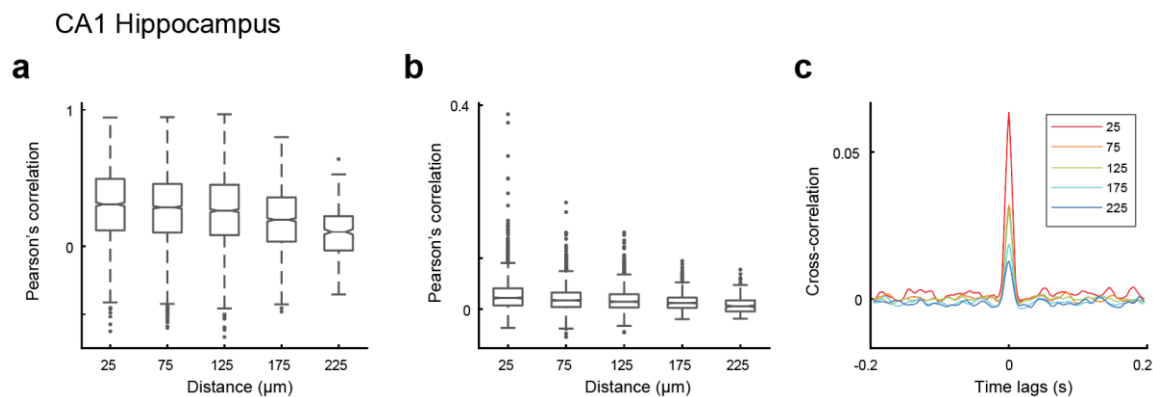 CA1 Hippocampus
a
b
c
Pearson's correlation
1
0
25 75 125 175 225
Distance (µm)
Pearson's correlation
0.4
0
25 75 125 175 225
Distance (µm)
Cross-correlation
0.05
0
25
75
125
175
225
-0.2 0 0.2
Time lags (s)